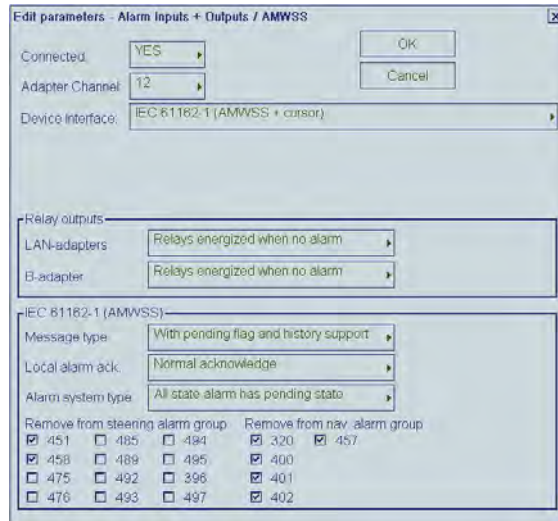 Edit parameters - Alarm Inputs + Outputs / AMWSS
OK
Connected: YES
Cancel
Adapter Channel: 12
Device interface: IEC 61162-1 (AMWSS + cursor)
Relay outputs
LAN-adapters Relays energized when no alarm
B-adapter Relays energized when no alarm
IEC 61162-1 (AMWSS)
Message type With pending flag and history support
Local alarm ack. Normal acknowledge
Alarm system type All state alarm has pending state
Remove from steering alarm group Remove from nav. alarm group
451 485 494 320 457
458 489 495 400
475 492 396 401
476 493 497 402